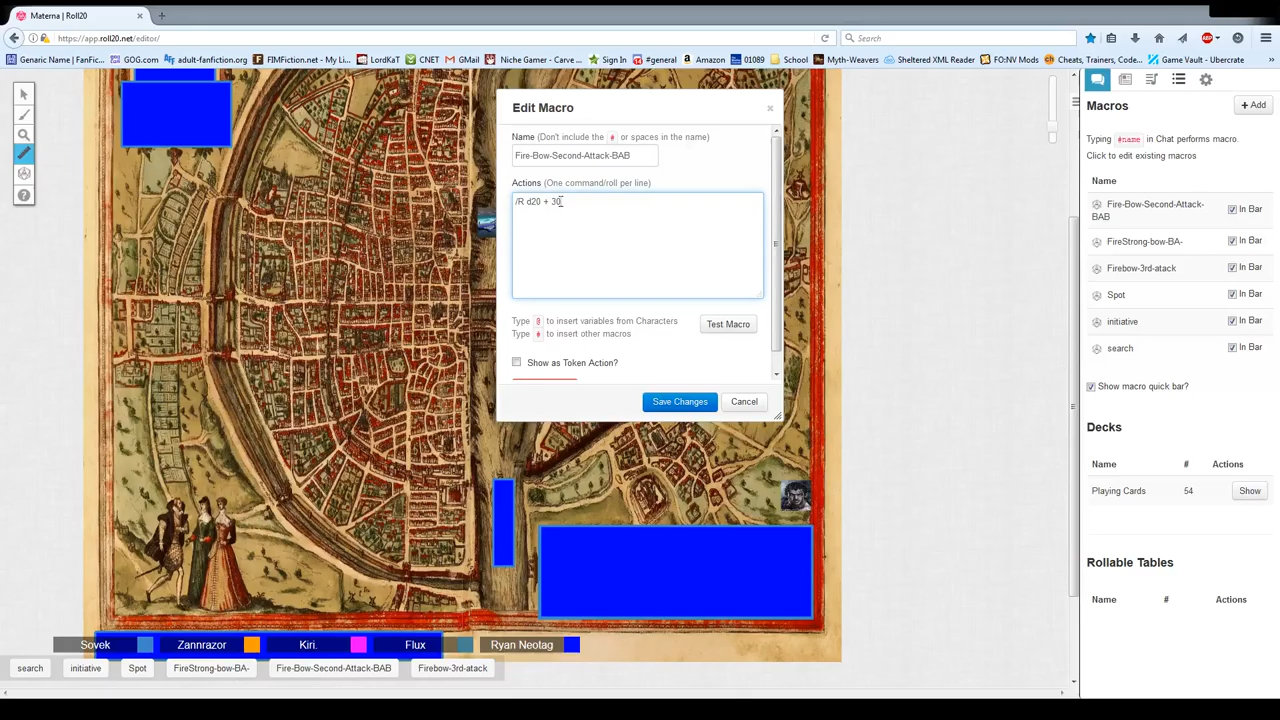 Materna | Roll20
https://app.roll20.net/editor/
Search
Genaric Name | Fi...
GOG.com
adult-fanfiction.org
FIMFiction.net - My Li...
LordKaT
CNET
GMail
Niche Gamer - Carve ...
Sign In
#general
Amazon
01089
School
Myth-Weavers
Sheltered XML Reader
FO:NV Mods
Cheats, Trainers, Code...
Game Vault - Ubercrate
Edit Macro
Name (Don't include the # or spaces in the name)
Fire-Bow-Second-Attack-BAB
Actions (One command/roll per line)
/R d20 + 30
Type @ to insert variables from Characters
Type # to insert other macros
Test Macro
Show as Token Action?
Save Changes
Cancel
Macros
+ Add
Typing #name in Chat performs macro.
Click to edit existing macros
Name
Fire-Bow-Second-Attack-
BAB
In Bar
FireStrong-bow-BA-
In Bar
Firebow-3rd-atack
In Bar
Spot
In Bar
initiative
In Bar
search
In Bar
Show macro quick bar?
Decks
Name # Actions
Playing Cards 54 Show
Rollable Tables
Name # Actions
Sovek
Zannrazor
Kiri.
Flux
Ryan Neotag
search
initiative
Spot
FireStrong-bow-BA-
Fire-Bow-Second-Attack-BAB
Firebow-3rd-atack